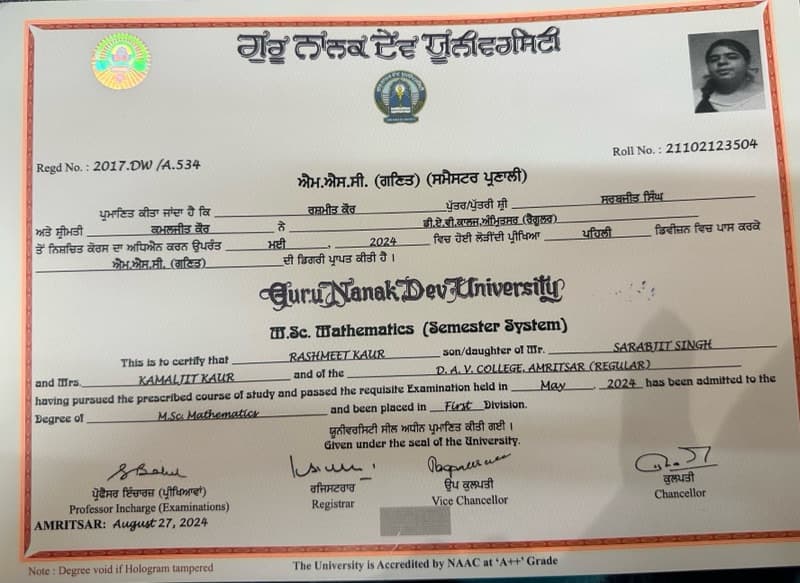 ਗੁਰੂ ਨਾਨਕ ਦੇਵ ਯੂਨੀਵਰਸਿਟੀ
Regd No. : 2017.DW /A.534
Roll No. : 21102123504
ਐਮ.ਐਸ.ਸੀ. (ਗਣਿਤ) (ਸਮੈਸਟਰ ਪ੍ਰਣਾਲੀ)
ਪ੍ਰਮਾਣਿਤ ਕੀਤਾ ਜਾਂਦਾ ਹੈ ਕਿ ਰਸ਼ਮੀਤ ਕੌਰ ਪੁੱਤਰ/ਪੁੱਤਰੀ ਸ਼੍ਰੀ ਸਰਬਜੀਤ ਸਿੰਘ
ਅਤੇ ਸ਼੍ਰੀਮਤੀ ਕਮਲਜੀਤ ਕੌਰ ਨੇ ਡੀ.ਏ.ਵੀ.ਕਾਲਜ,ਅੰਮ੍ਰਿਤਸਰ (ਰੈਗੂਲਰ)
ਤੋਂ ਨਿਸ਼ਚਿਤ ਕੋਰਸ ਦਾ ਅਧਿਐਨ ਕਰਨ ਉਪਰੰਤ ਮਈ , 2024 ਵਿਚ ਹੋਈ ਲੋੜੀਂਦੀ ਪ੍ਰੀਖਿਆ ਪਹਿਲੀ ਡਿਵੀਜ਼ਨ ਵਿਚ ਪਾਸ ਕਰਕੇ
ਐਮ.ਐਸ.ਸੀ. (ਗਣਿਤ) ਦੀ ਡਿਗਰੀ ਪ੍ਰਾਪਤ ਕੀਤੀ ਹੈ ।
Guru Nanak Dev University
M.Sc. Mathematics (Semester System)
This is to certify that RASHMEET KAUR son/daughter of Mr. SARABJIT SINGH
and Mrs. KAMALJIT KAUR and of the D. A. V. COLLEGE, AMRITSAR (REGULAR)
having pursued the prescribed course of study and passed the requisite Examination held in May , 2024 has been admitted to the
Degree of M.Sc. Mathematics and been placed in First Division.
ਯੂਨੀਵਰਸਿਟੀ ਸੀਲ ਅਧੀਨ ਪ੍ਰਮਾਣਿਤ ਕੀਤੀ ਗਈ ।
Given under the seal of the University.
ਪ੍ਰੋਫੈਸਰ ਇੰਚਾਰਜ (ਪ੍ਰੀਖਿਆਵਾਂ)
Professor Incharge (Examinations)
ਰਜਿਸਟਰਾਰ
Registrar
ਉਪ ਕੁਲਪਤੀ
Vice Chancellor
ਕੁਲਪਤੀ
Chancellor
AMRITSAR: August 27, 2024
Note : Degree void if Hologram tampered
The University is Accredited by NAAC at 'A++' Grade